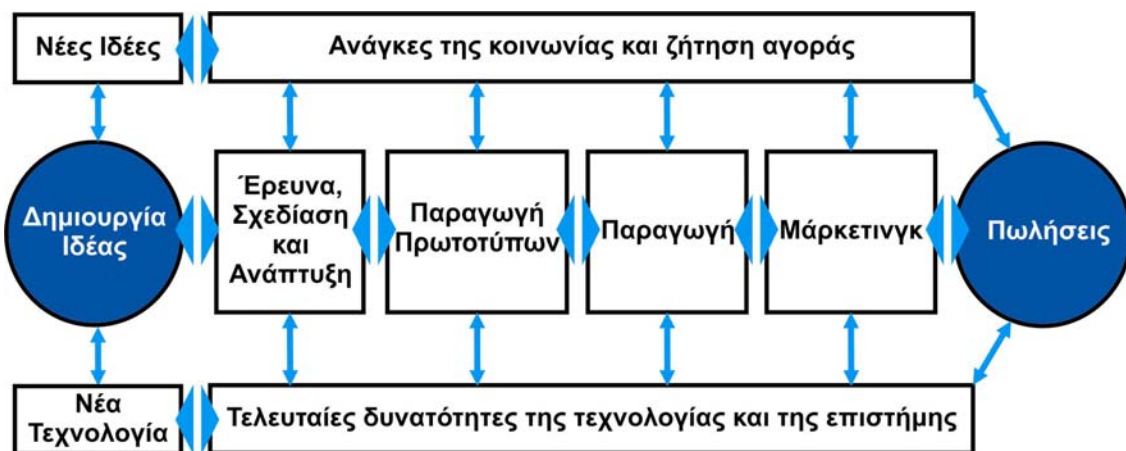 Νέες Ιδέες
Ανάγκες της κοινωνίας και ζήτηση αγοράς
Δημιουργία
Ιδέας
Έρευνα,
Σχεδίαση
και
Ανάπτυξη
Παραγωγή
Πρωτοτύπων
Παραγωγή
Μάρκετινγκ
Πωλήσεις
Νέα
Τεχνολογία
Τελευταίες δυνατότητες της τεχνολογίας και της επιστήμης